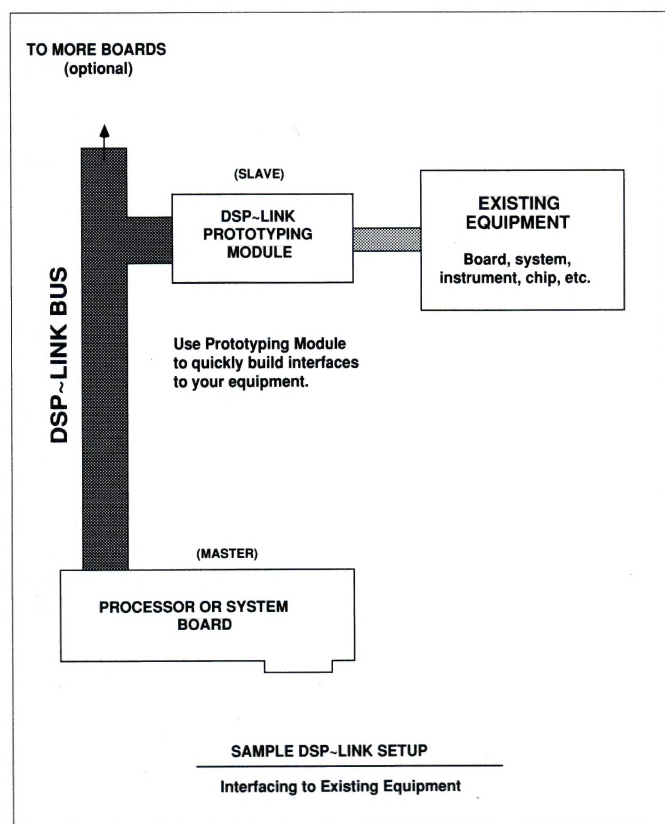 TO MORE BOARDS
(optional)
(SLAVE)
DSP~LINK
PROTOTYPING
MODULE
EXISTING
EQUIPMENT
Board, system,
instrument, chip, etc.
DSP~LINK BUS
Use Prototyping Module
to quickly build interfaces
to your equipment.
(MASTER)
PROCESSOR OR SYSTEM
BOARD
SAMPLE DSP~LINK SETUP
Interfacing to Existing Equipment